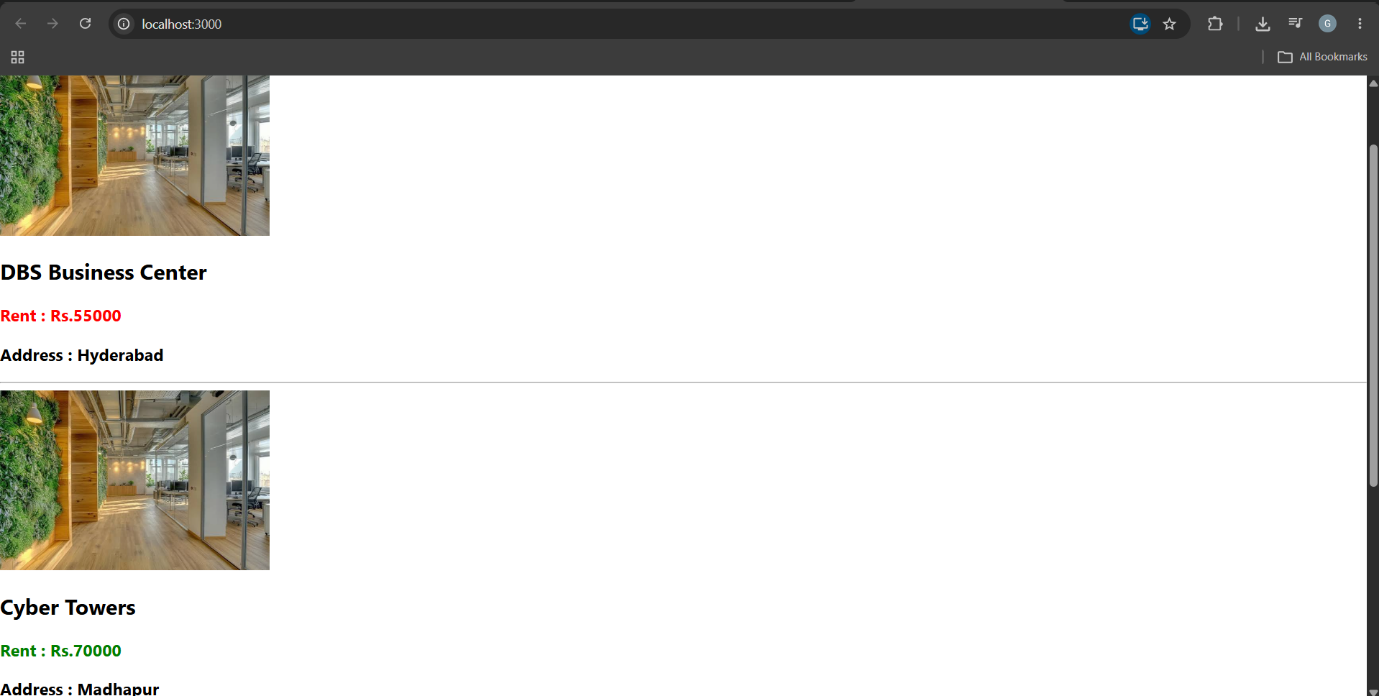 localhost:3000
G
All Bookmarks
DBS Business Center
Rent : Rs.55000
Address : Hyderabad
Cyber Towers
Rent : Rs.70000
Address : Madhapur